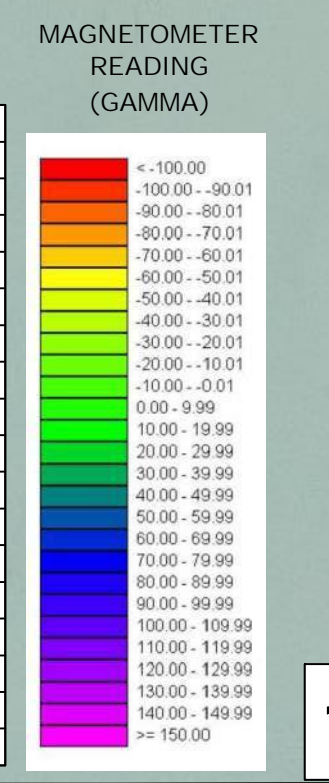 MAGNETOMETER
READING
(GAMMA)
< -100.00
-100.00 - -90.01
-90.00 - -80.01
-80.00 - -70.01
-70.00 - -60.01
-60.00 - -50.01
-50.00 - -40.01
-40.00 - -30.01
-30.00 - -20.01
-20.00 - -10.01
-10.00 - -0.01
0.00 - 9.99
10.00 - 19.99
20.00 - 29.99
30.00 - 39.99
40.00 - 49.99
50.00 - 59.99
60.00 - 69.99
70.00 - 79.99
80.00 - 89.99
90.00 - 99.99
100.00 - 109.99
110.00 - 119.99
120.00 - 129.99
130.00 - 139.99
140.00 - 149.99
>= 150.00